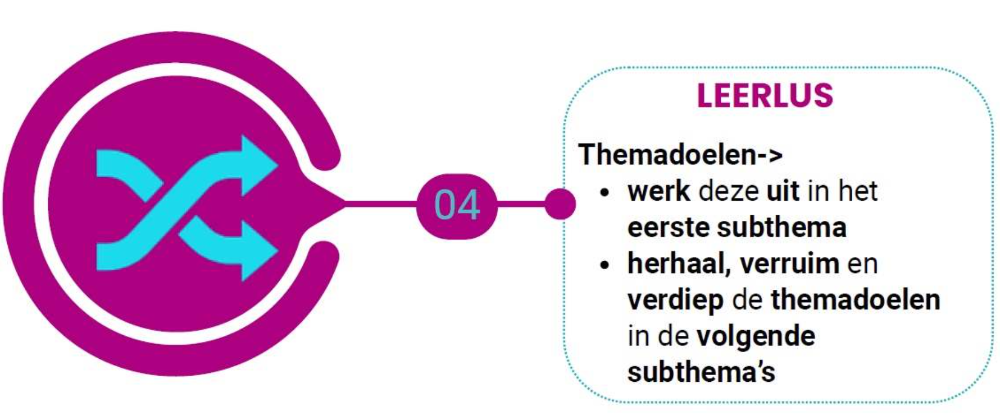 04
LEERLUS
Themadoelen->
• werk deze uit in het
eerste subthema
• herhaal, verruim en
verdiep de themadoelen
in de volgende
subthema’s